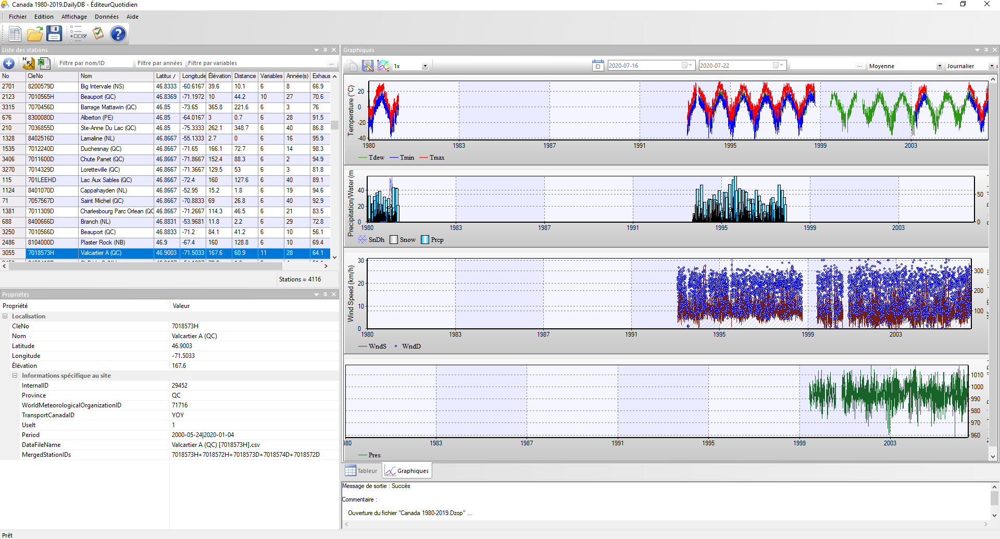 Canada 1980-2019.DailyDB - ÉditeurQuotidien
Fichier Edition Affichage Données Aide
Liste des stations
Filtre par nom/ID Filtre par années Filtre par variables ...
No CleNo Nom Latituc Longitude Élévation Distance Variables Année(s) Exhaus
2701 8200579D Big Intervale (NS) 46.8333 -60.6167 39.6 10.1 6 8 66.9
2123 7010565H Beauport (QC) 46.8369 -71.1972 10 44.2 10 27 70.6
3315 7070456D Barrage Mattawin (QC) 46.85 -73.65 365.8 221.6 6 3 76
676 8300080D Alberton (PE) 46.85 -64.0167 3 0.7 6 28 91.5
210 7036855D Ste-Anne Du Lac (QC) 46.85 -75.3333 262.1 348.7 6 40 86.8
1328 8402516D Lamaline (NL) 46.8667 -55.1333 2.7 0 6 16 95.9
1535 7012240D Duchesnay (QC) 46.8667 -71.65 166.1 72.7 6 14 98.3
3406 7011600D Chute Panet (QC) 46.8667 -71.8667 152.4 88.3 6 2 94.9
3270 7014329D Loretteville (QC) 46.8667 -71.3667 129.5 53 6 3 81.8
115 701LEEHD Lac Aux Sables (QC) 46.8667 -72.4 160 127.6 6 40 89.1
1124 8401070D Cappahayden (NL) 46.8667 -52.95 15.2 1.8 6 19 94.6
71 7057567D Saint Michel (QC) 46.8667 -70.8833 69 26.8 6 40 92.9
1381 7011309D Charlesbourg Parc Orlean (QC 46.8667 -71.2667 114.3 46.5 6 21 83.5
688 8400666D Branch (NL) 46.8831 -53.9681 11.8 2.2 6 29 72.8
3250 7010566D Beauport (QC) 46.8833 -71.2 84.1 41.2 6 10 56.1
2486 8104000D Plaster Rock (NB) 46.9 -67.4 160 128.8 6 10 69.4
3055 7018573H Valcartier A (QC) 46.9003 -71.5033 167.6 60.9 11 28 64.1
Stations = 4116
Propriétés
Propriété Valeur
Localisation
CleNo 7018573H
Nom Valcartier A (QC)
Latitude 46.9003
Longitude -71.5033
Élévation 167.6
Informations spécifique au site
InternalID 29452
Province QC
WorldMeteorologicalOrganizationID 71716
TransportCanadaID YOY
UseIt 1
Period 2000-05-24|2020-01-04
DataFileName Valcartier A (QC) [7018573H].csv
MergedStationIDs 7018573H+7018572H+7018573D+7018574D+7018572D
Prêt
Graphiques
1x 2020-07-16 2020-07-22 ... Moyenne Journalier
Temperature (°C)
20
0
-20
-40
1980 1983 1987 1991 1995 1999 2003
Tdew Tmin Tmax
Precipitation/Water (m
40
20
0
50
0
1980 1983 1987 1991 1995 1999 2003
SnDh Snow Prcp
Wind Speed (km/h)
30
20
10
0
300
200
100
1980 1983 1987 1991 1995 1999 2003
WndS WndD
1010
1000
990
980
970
960
980 1983 1987 1991 1995 1999 2003
Pres
Tableur Graphiques
Message de sortie : Succès
Commentaire :
Ouverture du fichier "Canada 1980-2019.Dzop" ...